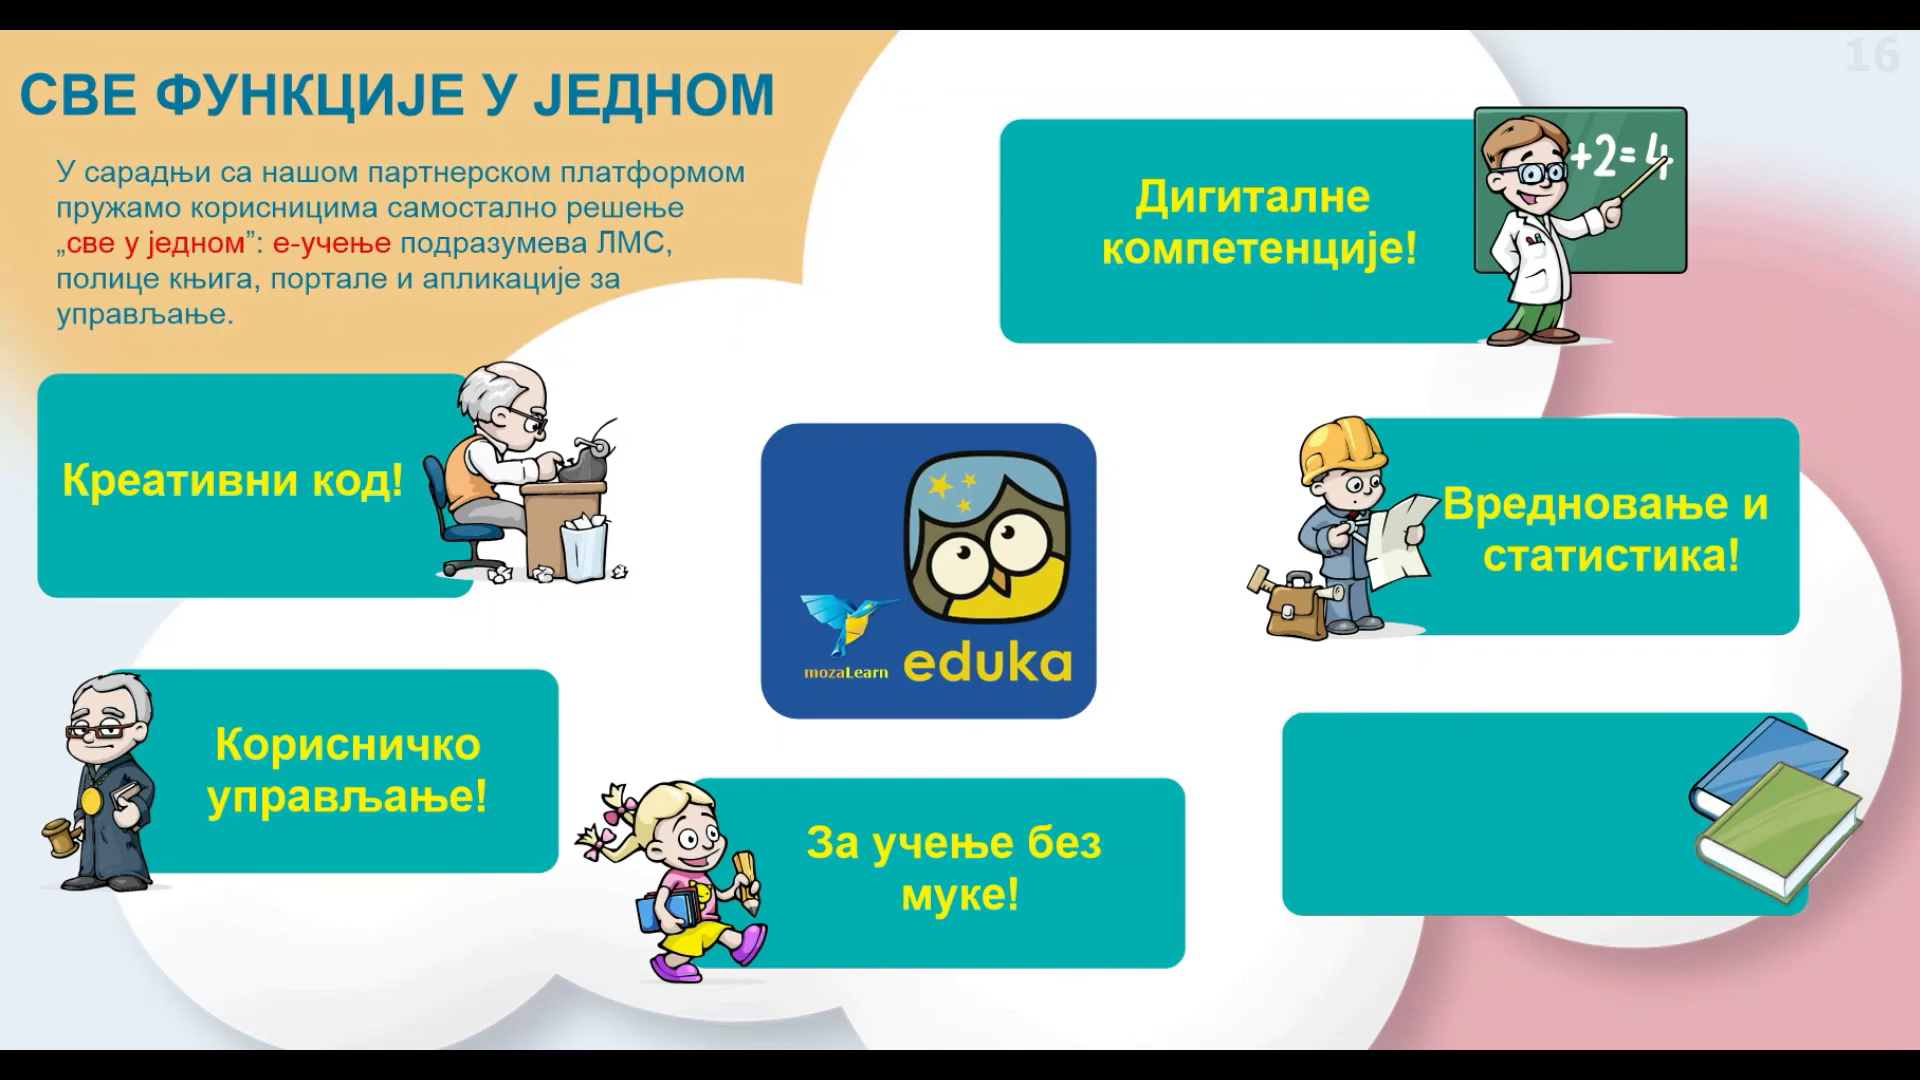 16
СВЕ ФУНКЦИЈЕ У ЈЕДНОМ
У сарадњи са нашом партнерском платформом
пружамо корисницима самостално решење
„све у једном”: е-учење подразумева ЛМС,
полице књига, портале и апликације за
управљање.
Дигиталне
компетенције!
+2=4
Креативни код!
Вредновање и
статистика!
mozaLearn
eduka
Корисничко
управљање!
За учење без
муке!